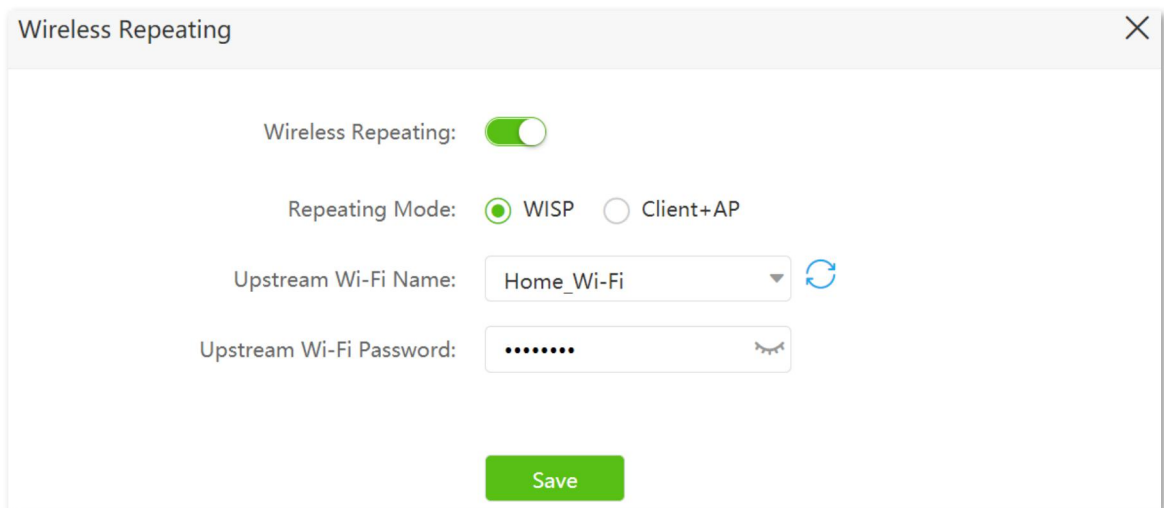 Wireless Repeating
Wireless Repeating:
Repeating Mode: WISP Client+AP
Upstream Wi-Fi Name: Home_Wi-Fi
Upstream Wi-Fi Password: ••••••••
Save